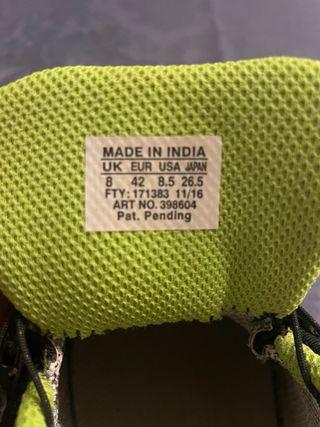 MADE IN INDIA
UK EUR USA JAPAN
8 42 8.5 26.5
FTY: 171383 11/16
ART NO. 398604
Pat. Pending